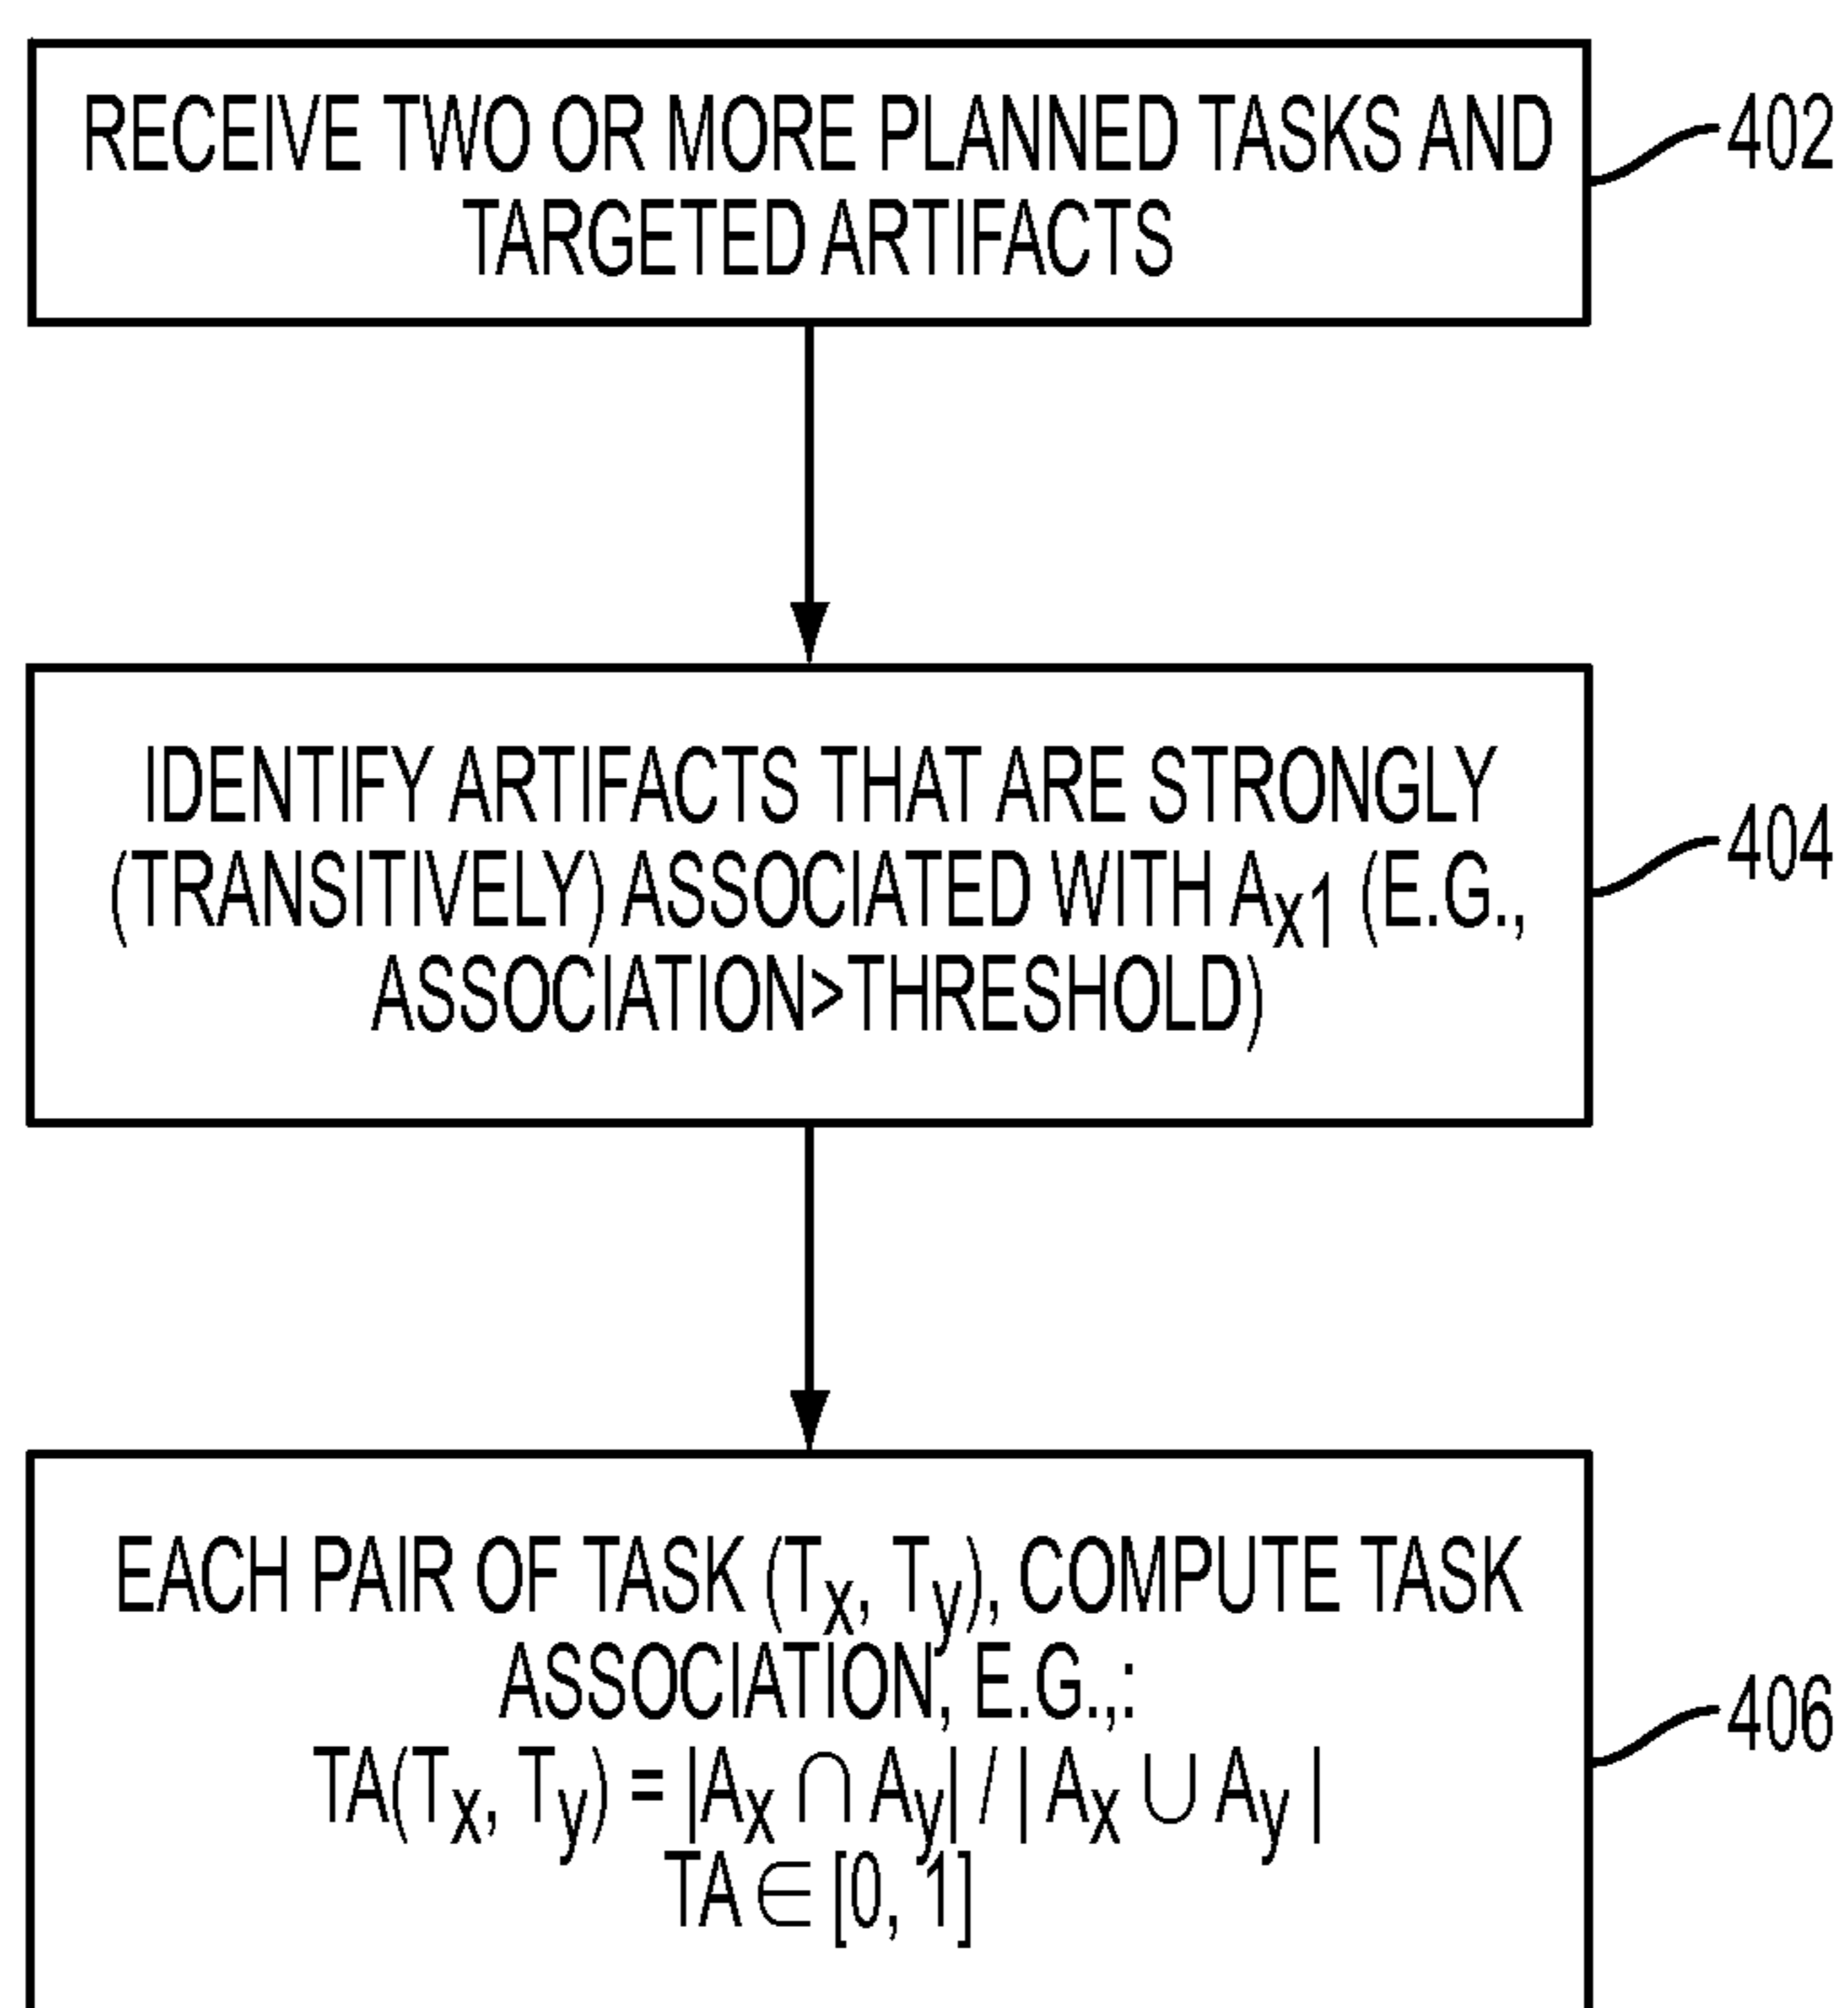 RECEIVE TWO OR MORE PLANNED TASKS AND
TARGETED ARTIFACTS
402
IDENTIFY ARTIFACTS THAT ARE STRONGLY
(TRANSITIVELY) ASSOCIATED WITH Ax1 (E.G.,
ASSOCIATION>THRESHOLD)
404
EACH PAIR OF TASK (Tx, Ty), COMPUTE TASK
ASSOCIATION, E.G.,:
TA(Tx, Ty) = |Ax ∩ Ay| / | Ax ∪ Ay |
TA ∈ [0, 1]
406